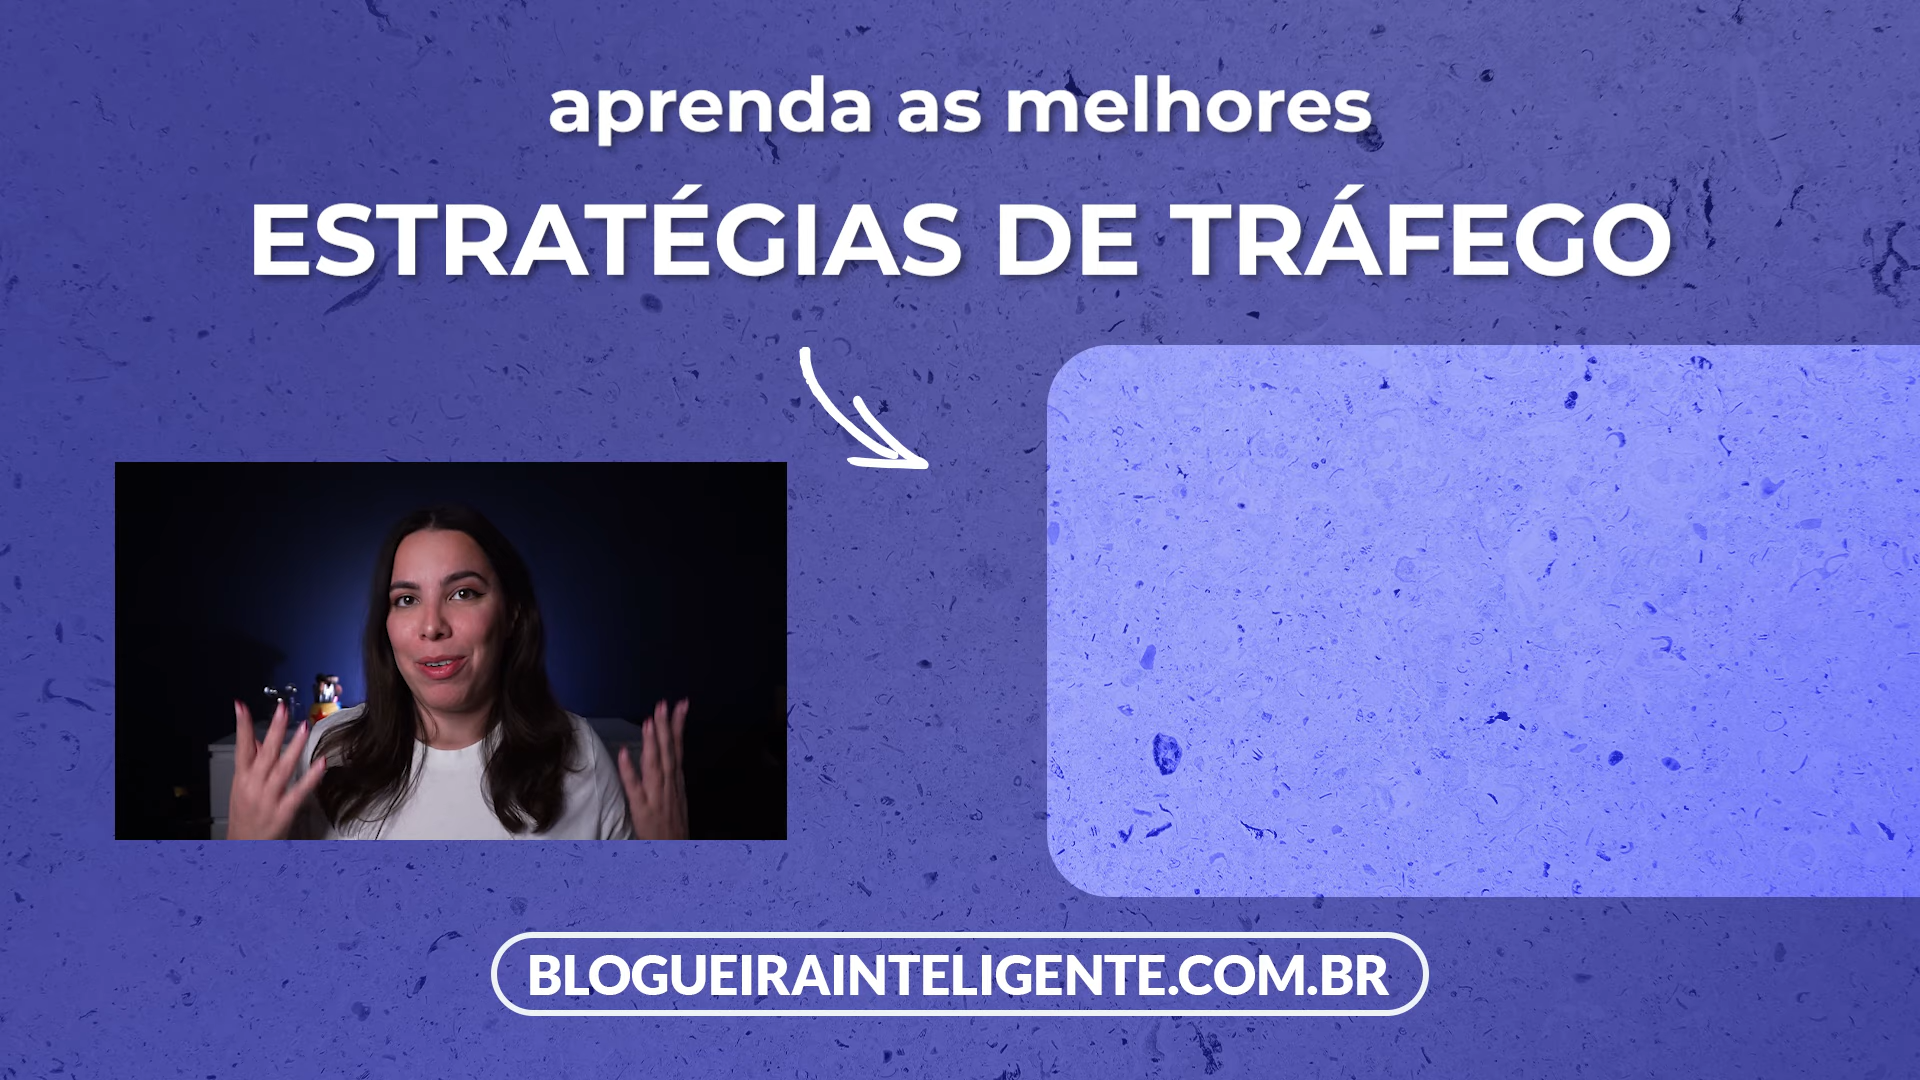 aprenda as melhores
ESTRATÉGIAS DE TRÁFEGO
BLOGUEIRAINTELIGENTE.COM.BR